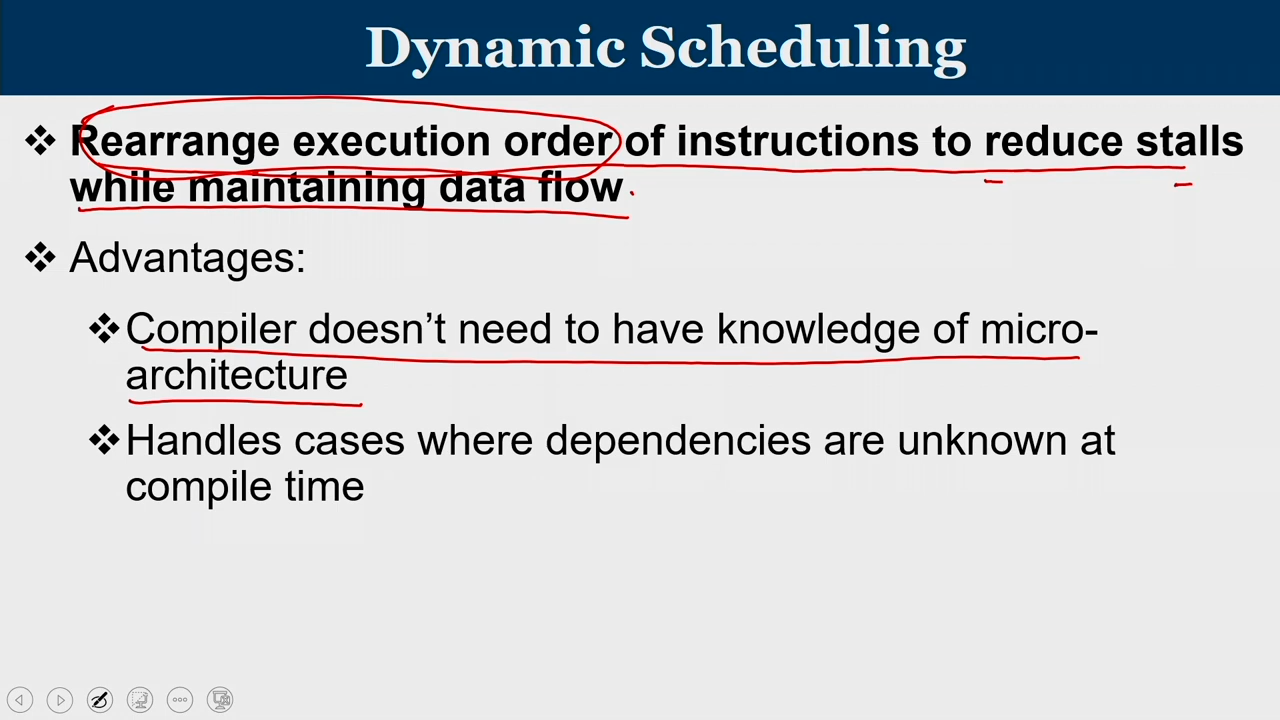 Dynamic Scheduling
❖ Rearrange execution order of instructions to reduce stalls
while maintaining data flow
❖ Advantages:
❖ Compiler doesn’t need to have knowledge of micro-
architecture
❖ Handles cases where dependencies are unknown at
compile time